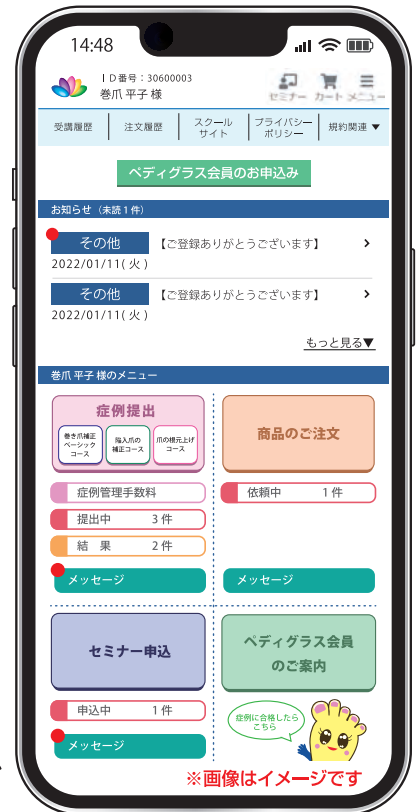 14:48
ID番号：30600003
巻爪 平子 様
セミナー
カート
メニュー
受講履歴
注文履歴
スクール
サイト
プライバシー
ポリシー
規約関連 ▼
ペディグラス会員のお申込み
お知らせ（未読1件）
その他
【ご登録ありがとうございます】
2022/01/11(火)
その他
【ご登録ありがとうございます】
2022/01/11(火)
もっと見る▼
巻爪 平子 様のメニュー
症例提出
巻き爪補正
ベーシック
コース
陥入爪の
補正コース
爪の根元上げ
コース
症例管理手数料
提出中 3件
結 果 2件
メッセージ
商品のご注文
依頼中 1件
メッセージ
セミナー申込
申込中 1件
メッセージ
ペディグラス会員
のご案内
症例に合格したら
こちら
※画像はイメージです